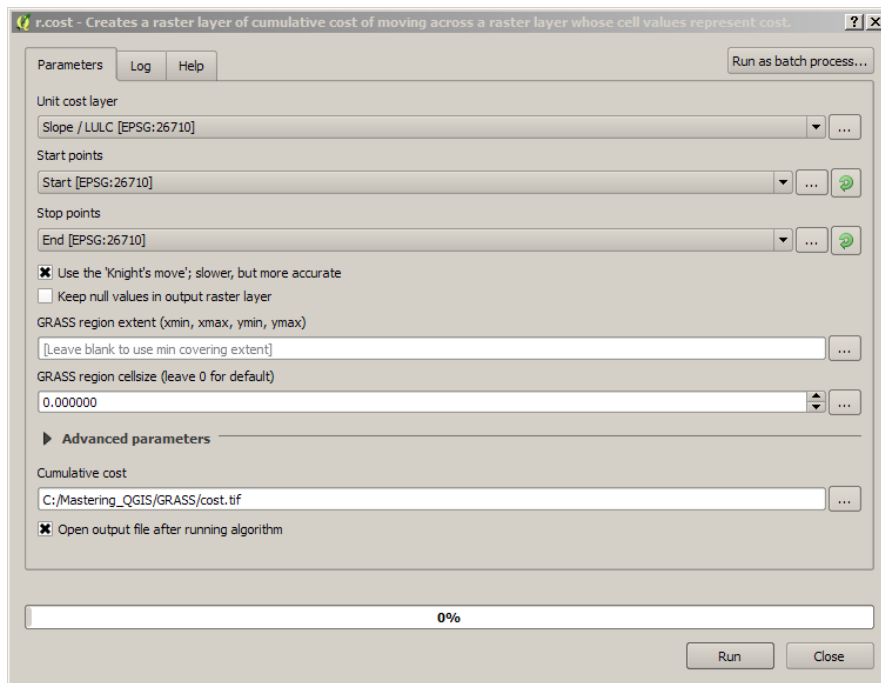 r.cost - Creates a raster layer of cumulative cost of moving across a raster layer whose cell values represent cost.
Parameters Log Help Run as batch process...
Unit cost layer
Slope / LULC [EPSG:26710] ...
Start points
Start [EPSG:26710] ...
Stop points
End [EPSG:26710] ...
Use the 'Knight's move'; slower, but more accurate
Keep null values in output raster layer
GRASS region extent (xmin, xmax, ymin, ymax)
[Leave blank to use min covering extent] ...
GRASS region cellsize (leave 0 for default)
0.000000 ...
Advanced parameters
Cumulative cost
C:/Mastering_QGIS/GRASS/cost.tif ...
Open output file after running algorithm
0%
Run Close